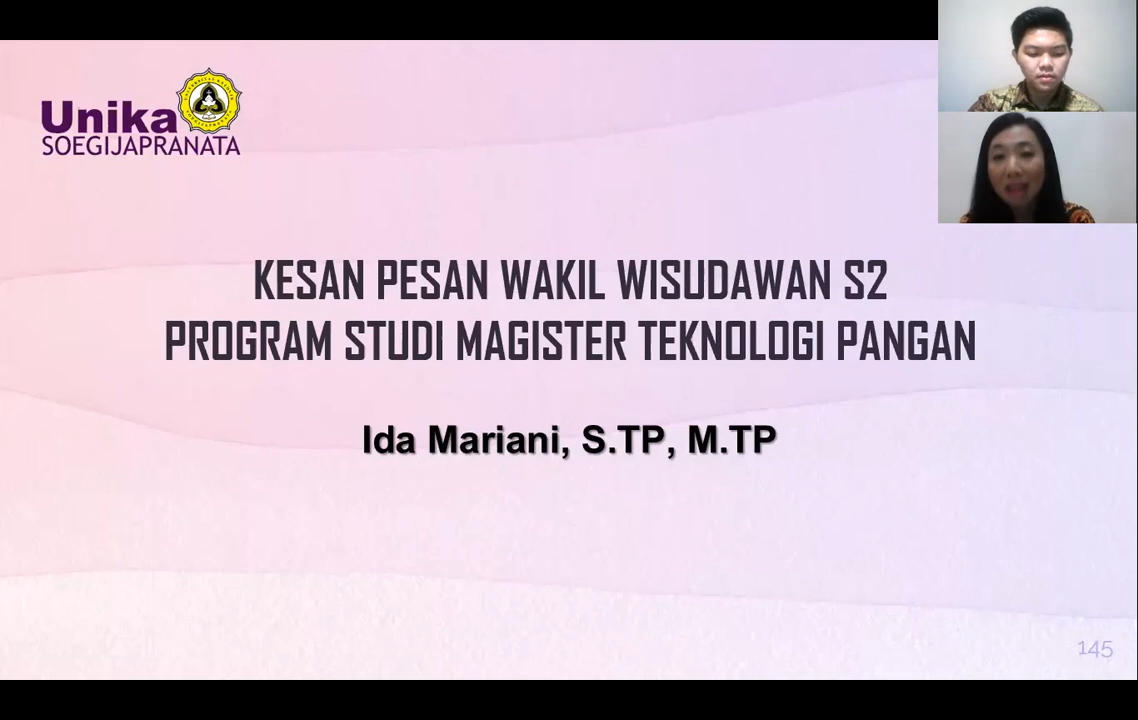 Unika
SOEGIJAPRANATA
KESAN PESAN WAKIL WISUDAWAN S2
PROGRAM STUDI MAGISTER TEKNOLOGI PANGAN
Ida Mariani, S.TP, M.TP
145